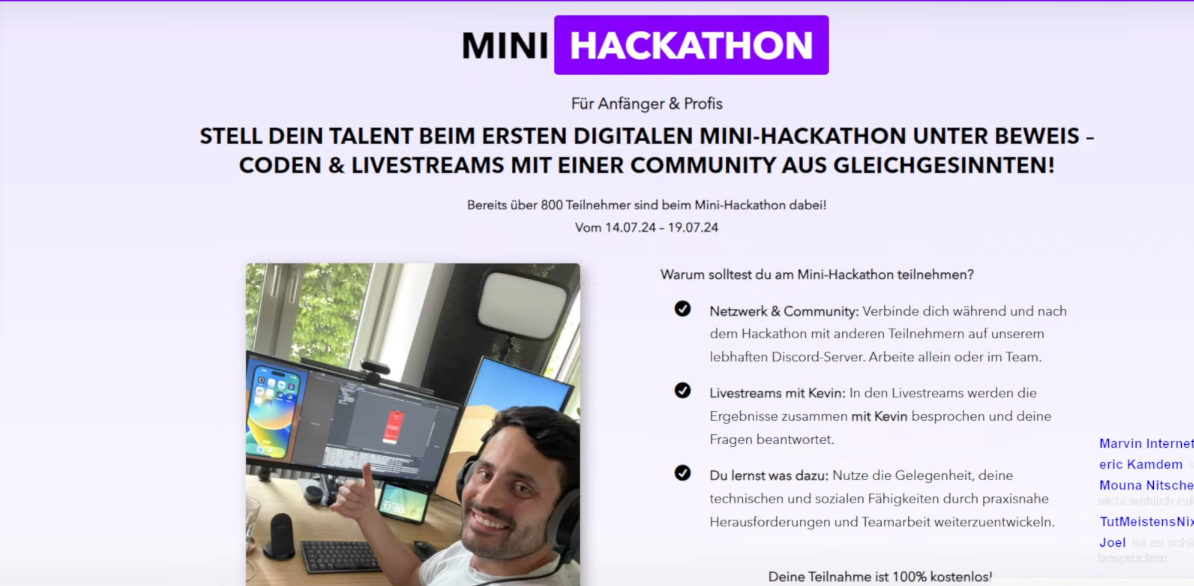 MINI HACKATHON
Für Anfänger & Profis
STELL DEIN TALENT BEIM ERSTEN DIGITALEN MINI-HACKATHON UNTER BEWEIS –
CODEN & LIVESTREAMS MIT EINER COMMUNITY AUS GLEICHGESINNTEN!
Bereits über 800 Teilnehmer sind beim Mini-Hackathon dabei!
Vom 14.07.24 – 19.07.24
Warum solltest du am Mini-Hackathon teilnehmen?
Netzwerk & Community: Verbinde dich während und nach
dem Hackathon mit anderen Teilnehmern auf unserem
lebhaften Discord-Server. Arbeite allein oder im Team.
Livestreams mit Kevin: In den Livestreams werden die
Ergebnisse zusammen mit Kevin besprochen und deine
Fragen beantwortet.
Du lernst was dazu: Nutze die Gelegenheit, deine
technischen und sozialen Fähigkeiten durch praxisnahe
Herausforderungen und Teamarbeit weiterzuentwickeln.
Deine Teilnahme ist 100% kostenlos!
Marvin Internet
eric Kamdem
Mouna Nitsche
nicht wirklich
TutMeistensNix
Joel ist es
besprochen